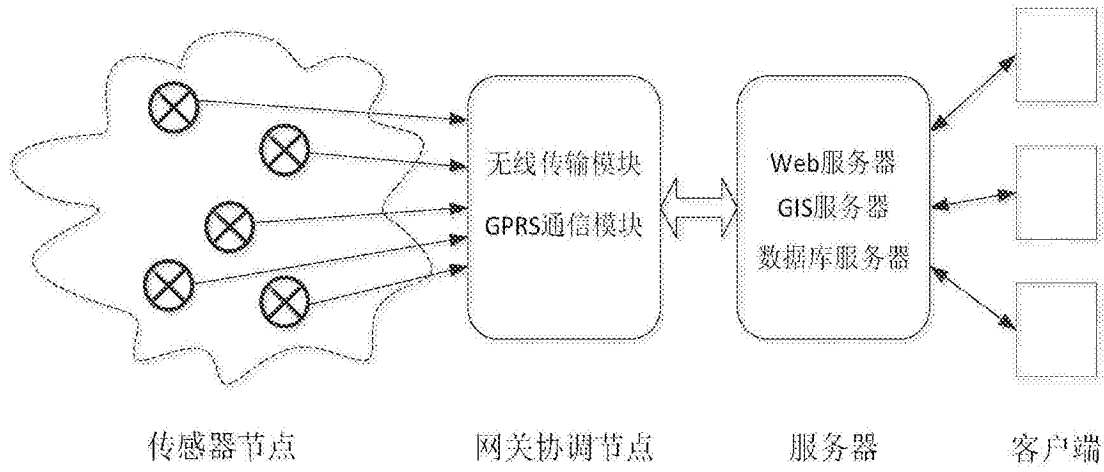 无线传输模块
GPRS通信模块
Web服务器
GIS服务器
数据库服务器
传感器节点
网关协调节点
服务器
客户端